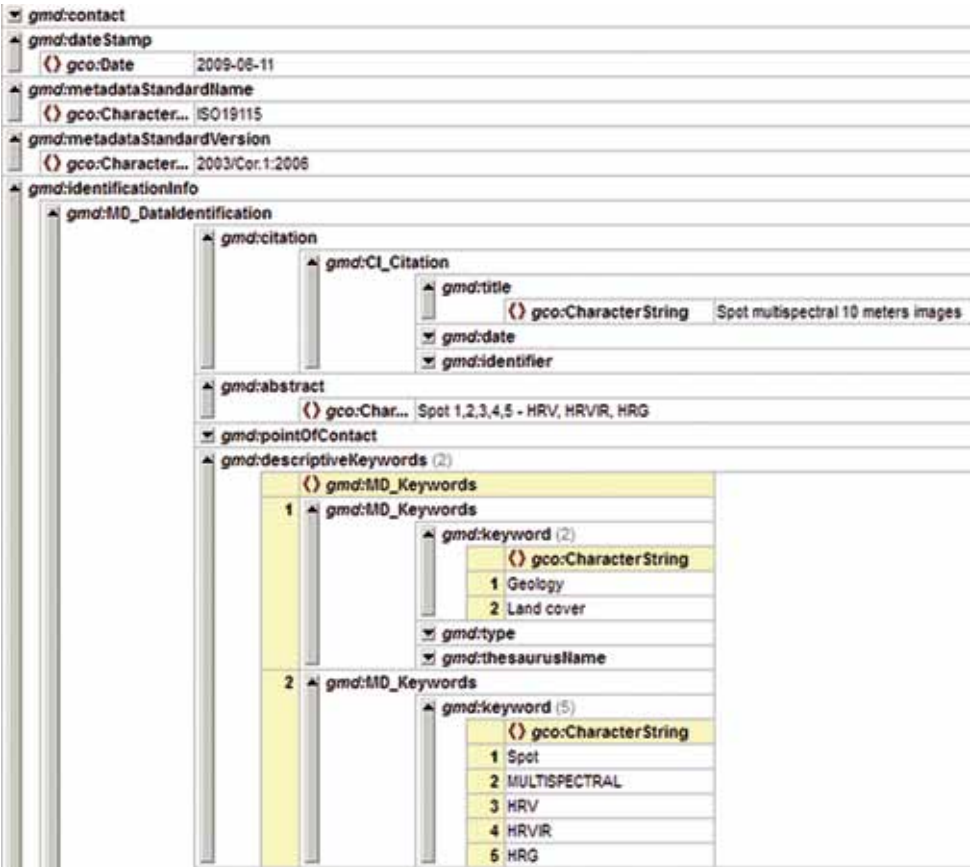 gmd:contact
gmd:dateStamp
gco:Date 2009-06-11
gmd:metadataStandardName
gco:Character... ISO19115
gmd:metadataStandardVersion
gco:Character... 2003/Cor.1:2006
gmd:identificationInfo
gmd:MD_DataIdentification
gmd:citation
gmd:CI_Citation
gmd:title
gco:CharacterString Spot multispectral 10 meters images
gmd:date
gmd:identifier
gmd:abstract
gco:Char... Spot 1,2,3,4,5 - HRV, HRVIR, HRG
gmd:pointOfContact
gmd:descriptiveKeywords (2)
gmd:MD_Keywords
1 gmd:MD_Keywords
gmd:keyword (2)
gco:CharacterString
1 Geology
2 Land cover
gmd:type
gmd:thesaurusName
2 gmd:MD_Keywords
gmd:keyword (5)
gco:CharacterString
1 Spot
2 MULTISPECTRAL
3 HRV
4 HRVIR
5 HRG